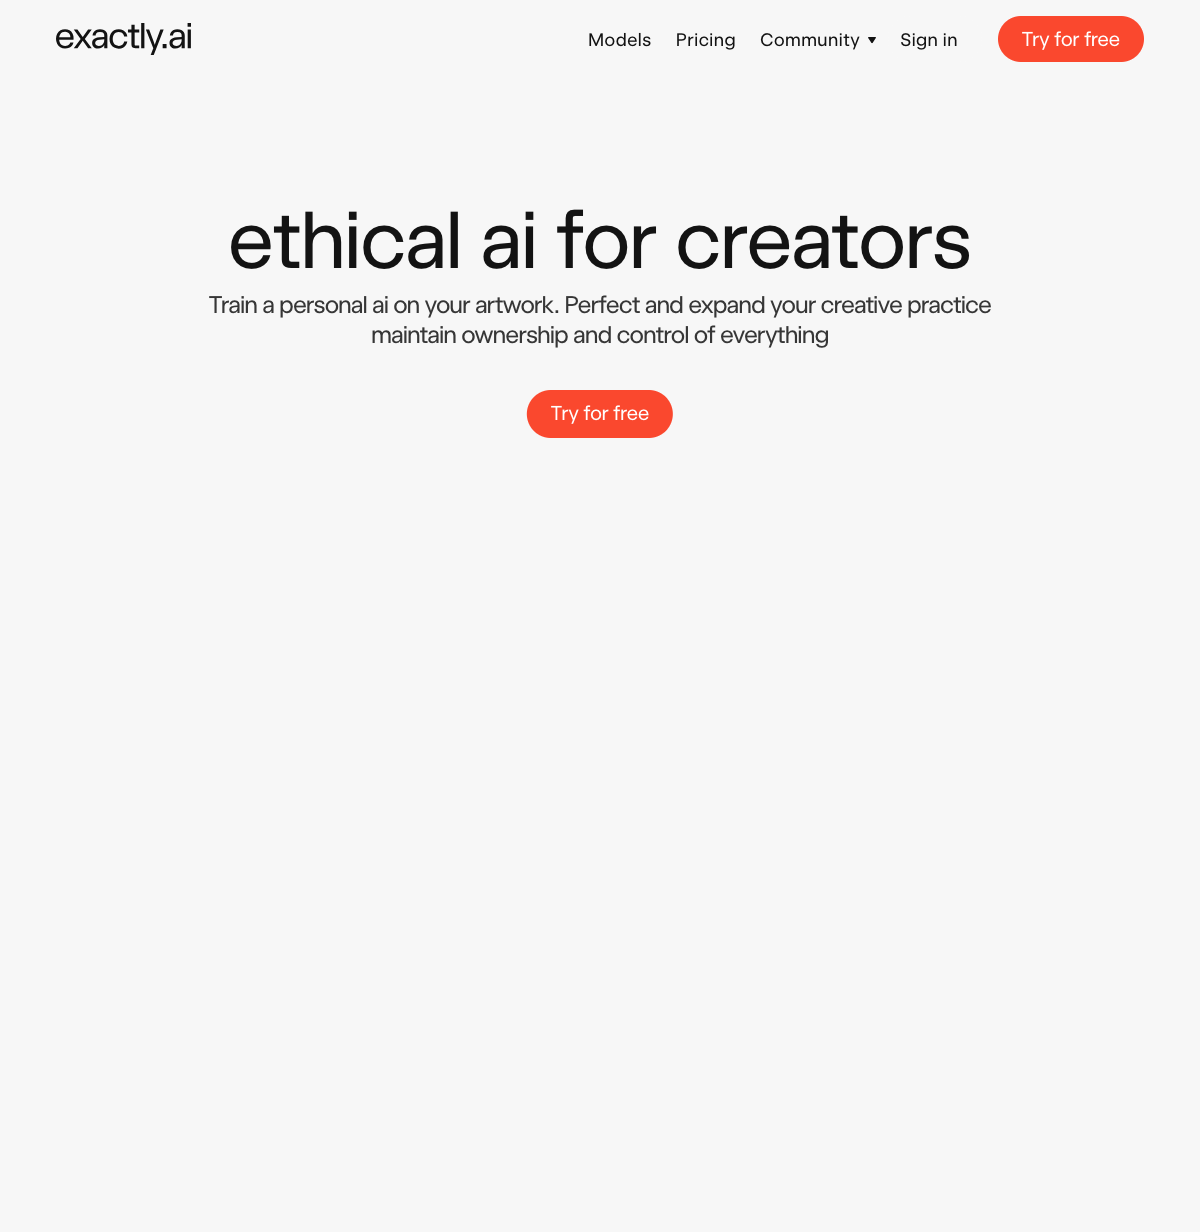 exactly.ai
Models Pricing Community Sign in Try for free
ethical ai for creators
Train a personal ai on your artwork. Perfect and expand your creative practice
maintain ownership and control of everything
Try for free